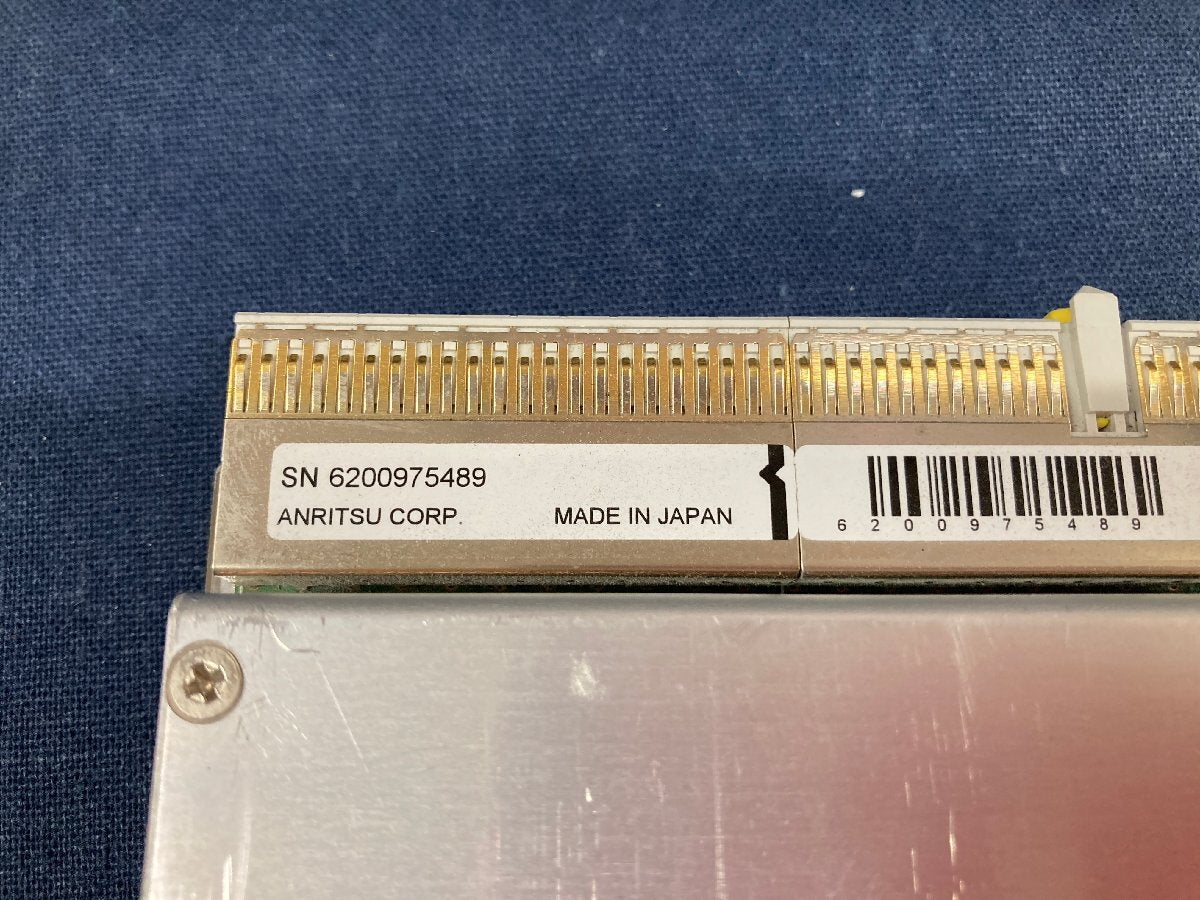 SN 6200975489
ANRITSU CORP. MADE IN JAPAN
6200975489